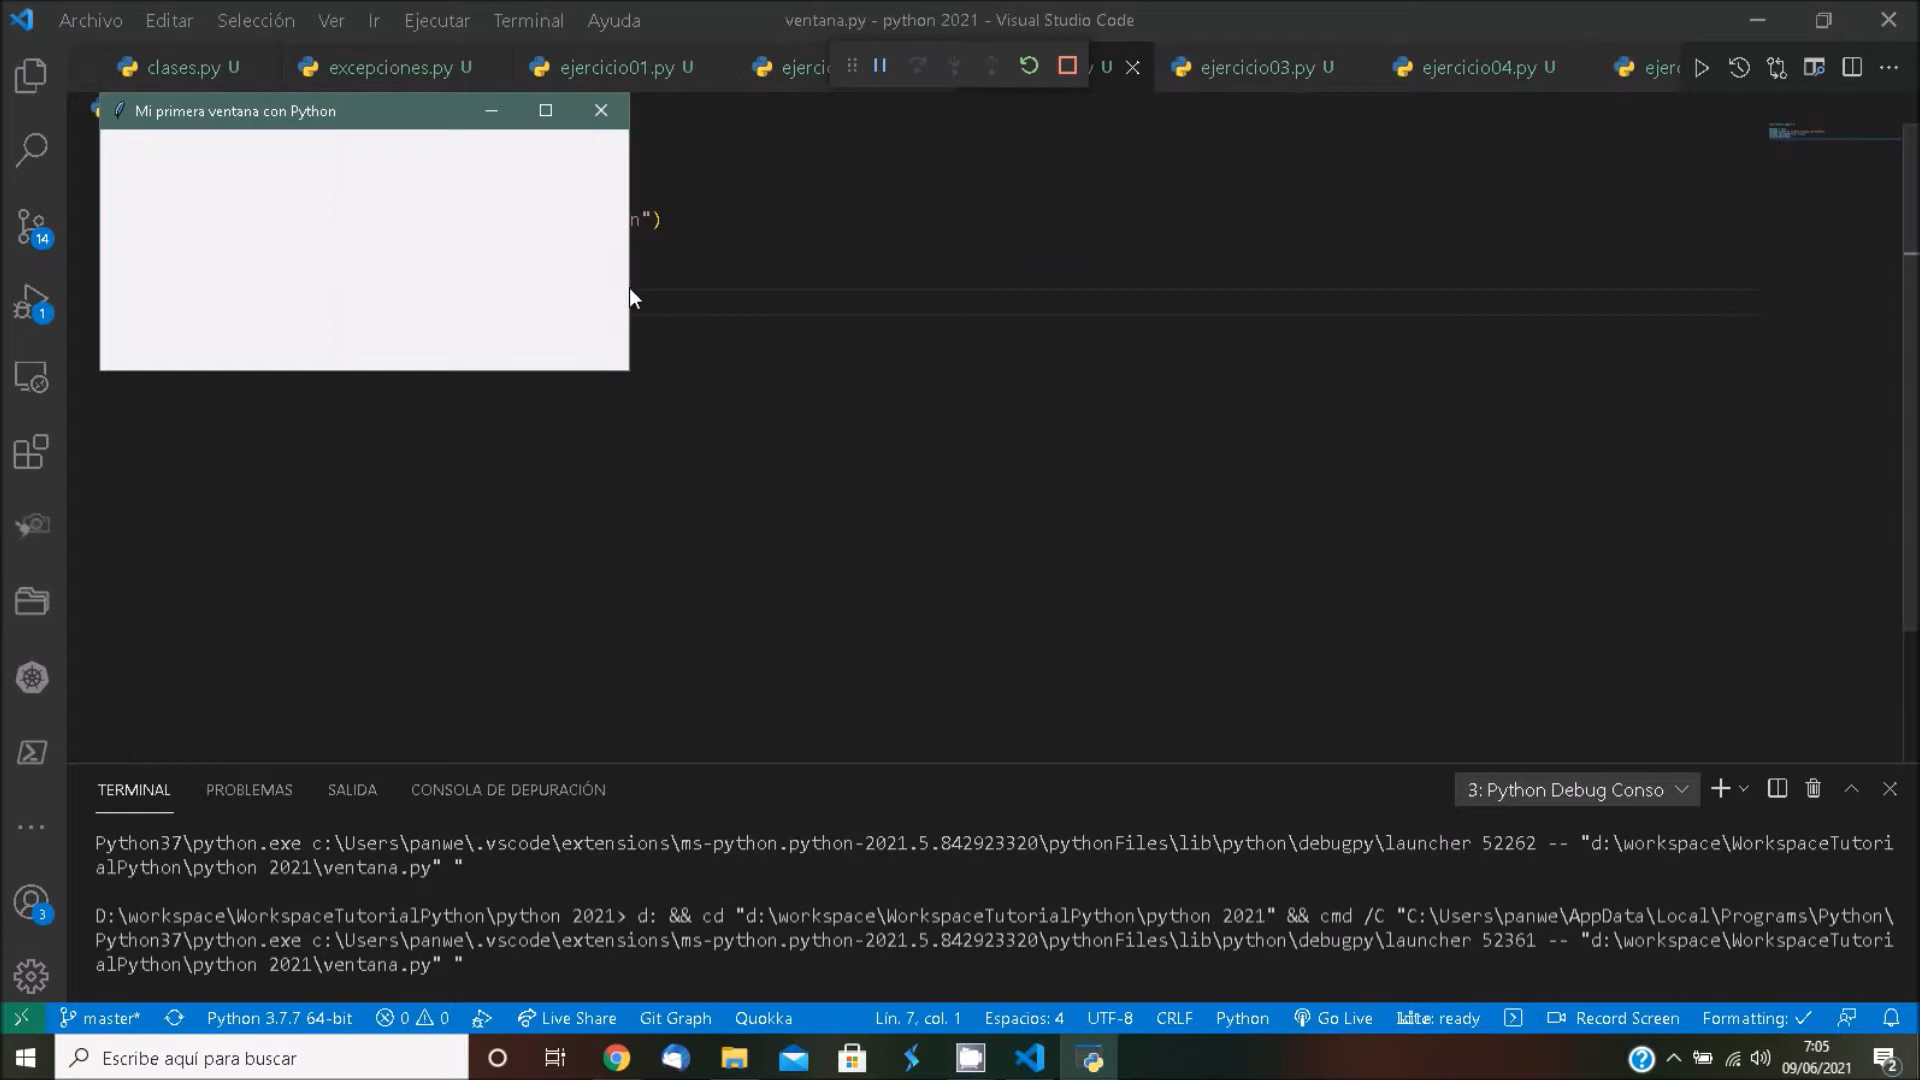 Archivo Editar Selección Ver Ir Ejecutar Terminal Ayuda ventana.py - python 2021 - Visual Studio Code
clases.py U excepciones.py U ejercicio01.py U ejercic U ejercicio03.py U ejercicio04.py U ejerc
Mi primera ventana con Python
n")
14
1
3
TERMINAL PROBLEMAS SALIDA CONSOLA DE DEPURACIÓN 3: Python Debug Conso
Python37\python.exe c:\Users\panwe\.vscode\extensions\ms-python.python-2021.5.842923320\pythonFiles\lib\python\debugpy\launcher 52262 -- "d:\workspace\WorkspaceTutori
alPython\python 2021\ventana.py" "
D:\workspace\WorkspaceTutorialPython\python 2021> d: && cd "d:\workspace\WorkspaceTutorialPython\python 2021" && cmd /C "C:\Users\panwe\AppData\Local\Programs\Python\
Python37\python.exe c:\Users\panwe\.vscode\extensions\ms-python.python-2021.5.842923320\pythonFiles\lib\python\debugpy\launcher 52361 -- "d:\workspace\WorkspaceTutori
alPython\python 2021\ventana.py" "
master* Python 3.7.7 64-bit 0 0 Live Share Git Graph Quokka Lín. 7, col. 1 Espacios: 4 UTF-8 CRLF Python Go Live kite: ready Record Screen Formatting: ✓
Escribe aquí para buscar
7:05
09/06/2021
2